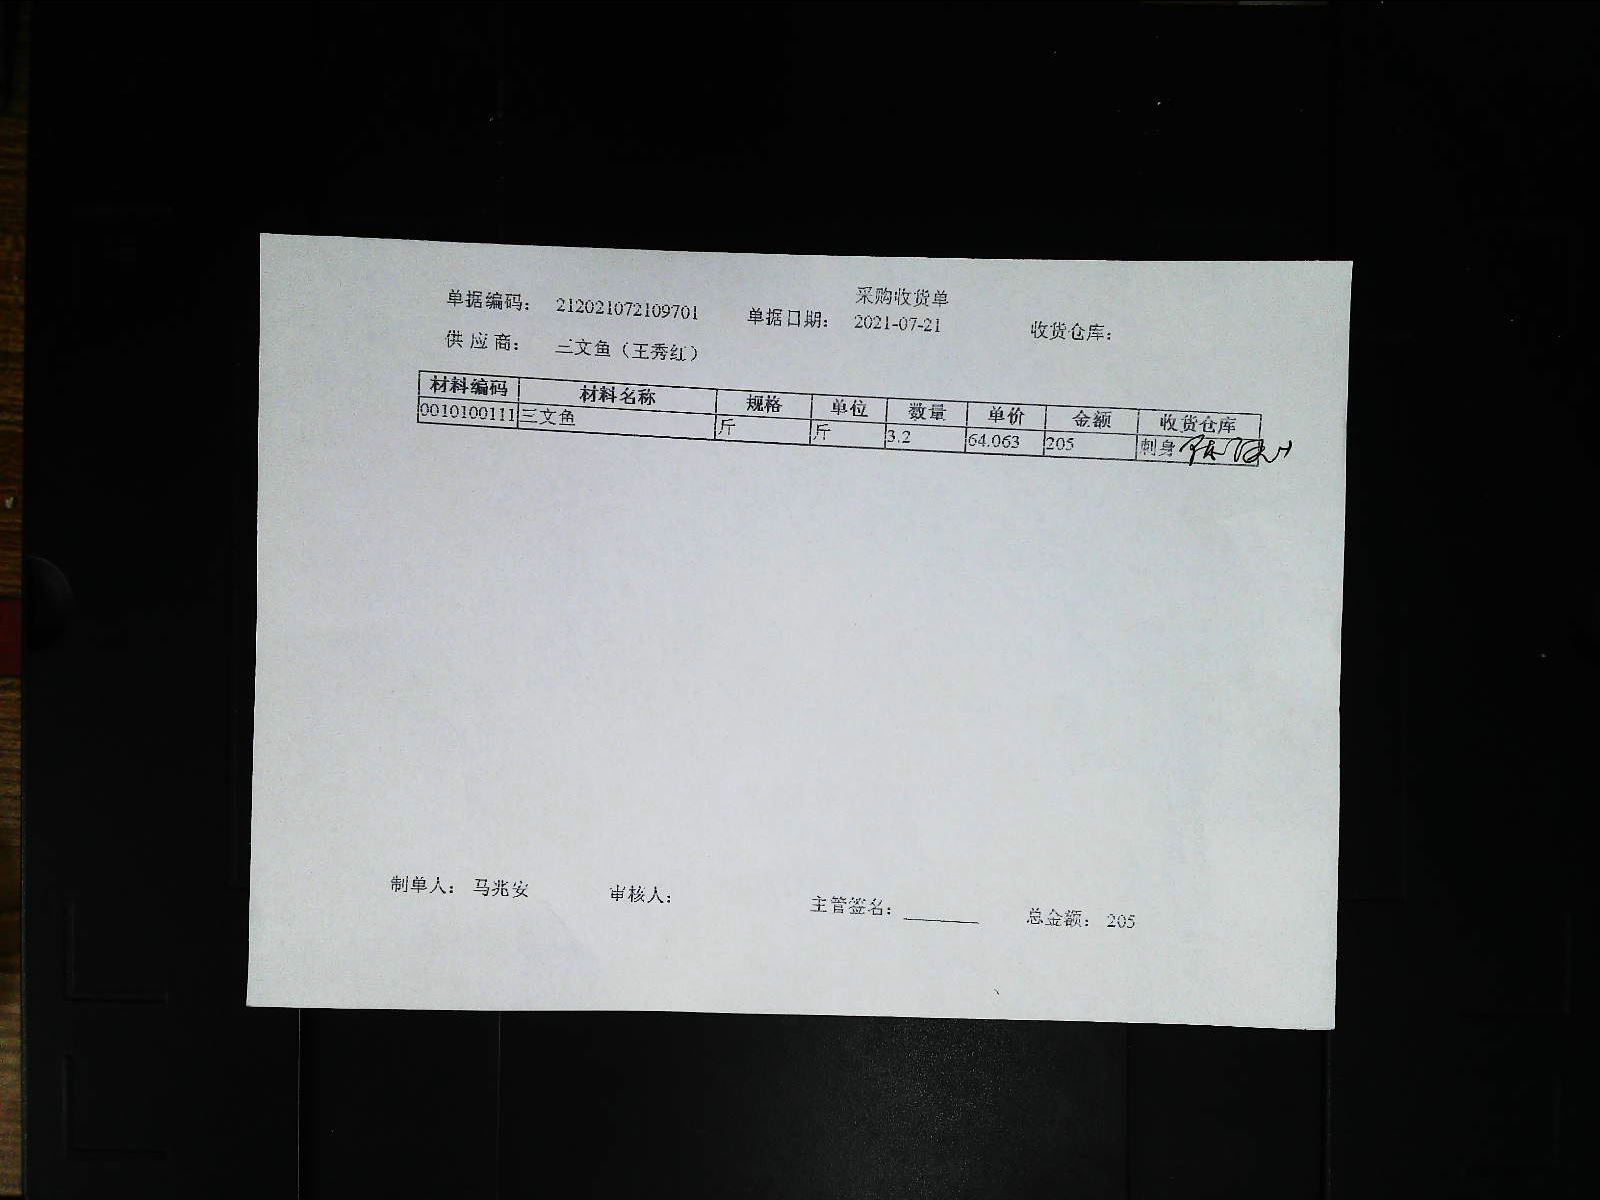 采购收货单
单据编码： 212021072109701 单据日期： 2021-07-21 收货仓库：
供 应 商： 三文鱼（王秀红）
材料编码 材料名称 规格 单位 数量 单价 金额 收货仓库
0010100111 三文鱼 斤 斤 3.2 64.063 205 刺身
制单人： 马兆安 审核人： 主管签名： ________ 总金额： 205